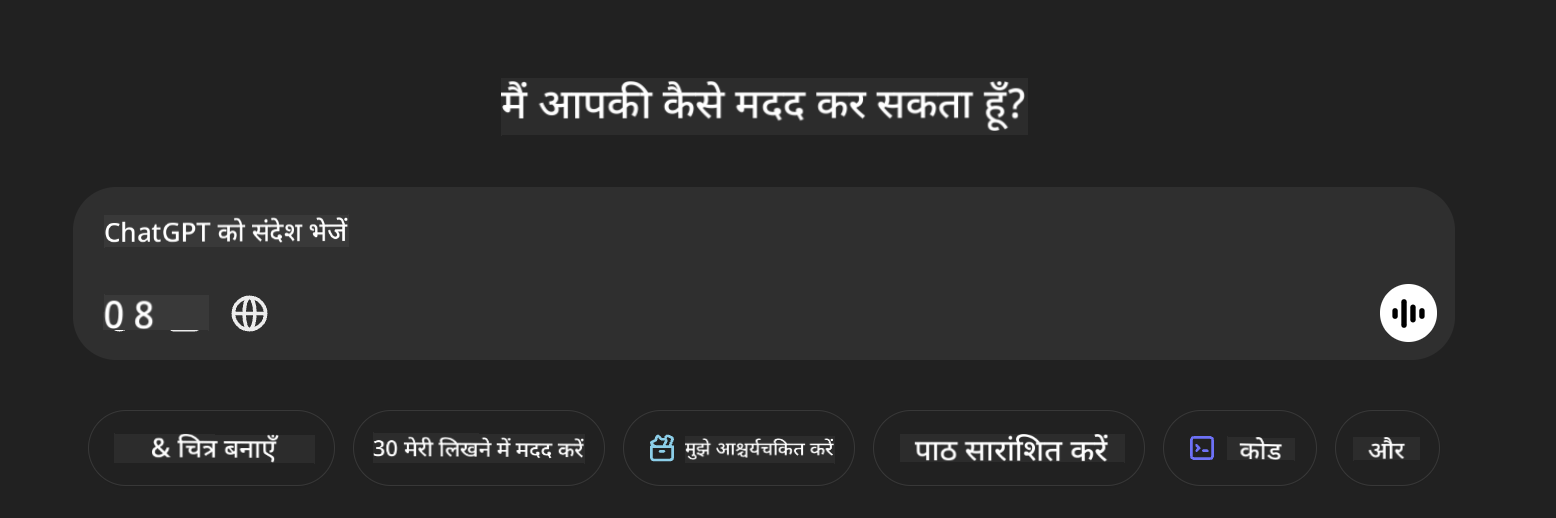 मैं आपकी कैसे मदद कर सकता हूँ?
ChatGPT को संदेश भेजें
0 8
& चित्र बनाएँ
30 मेरी लिखने में मदद करें
मुझे आश्चर्यचकित करें
पाठ सारांशित करें
कोड
और